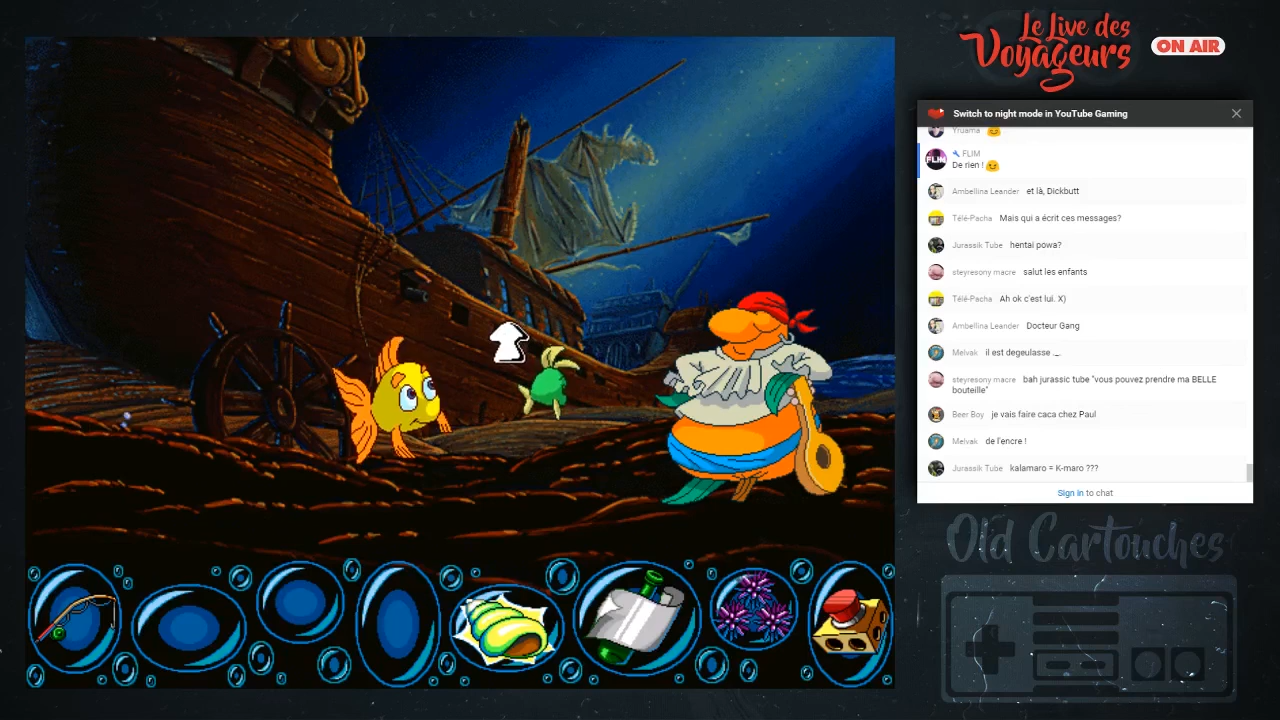 Le Live des
Voyageurs
ON AIR
Switch to night mode in YouTube Gaming
Yruama
FLIM
FLIM
De rien !
Ambellina Leander et là, Dickbutt
Télé-Pacha Mais qui a écrit ces messages?
Jurassik Tube hentai powa?
steyresony macre salut les enfants
Télé-Pacha Ah ok c'est lui. X)
Ambellina Leander Docteur Gang
Melvak il est degeulasse ._.
steyresony macre bah jurassic tube "vous pouvez prendre ma BELLE
bouteille"
Beer Boy je vais faire caca chez Paul
Melvak de l'encre !
Jurassik Tube kalamaro = K-maro ???
Sign in to chat
Old Cartouches